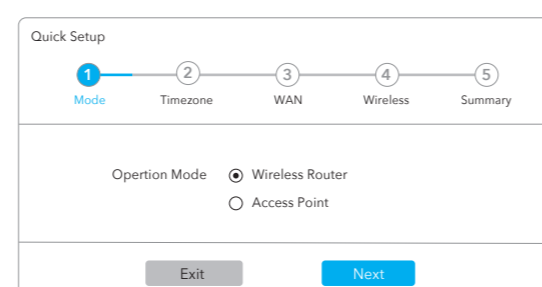 Quick Setup
1 2 3 4 5
Mode Timezone WAN Wireless Summary
Opertion Mode Wireless Router
Access Point
Exit Next